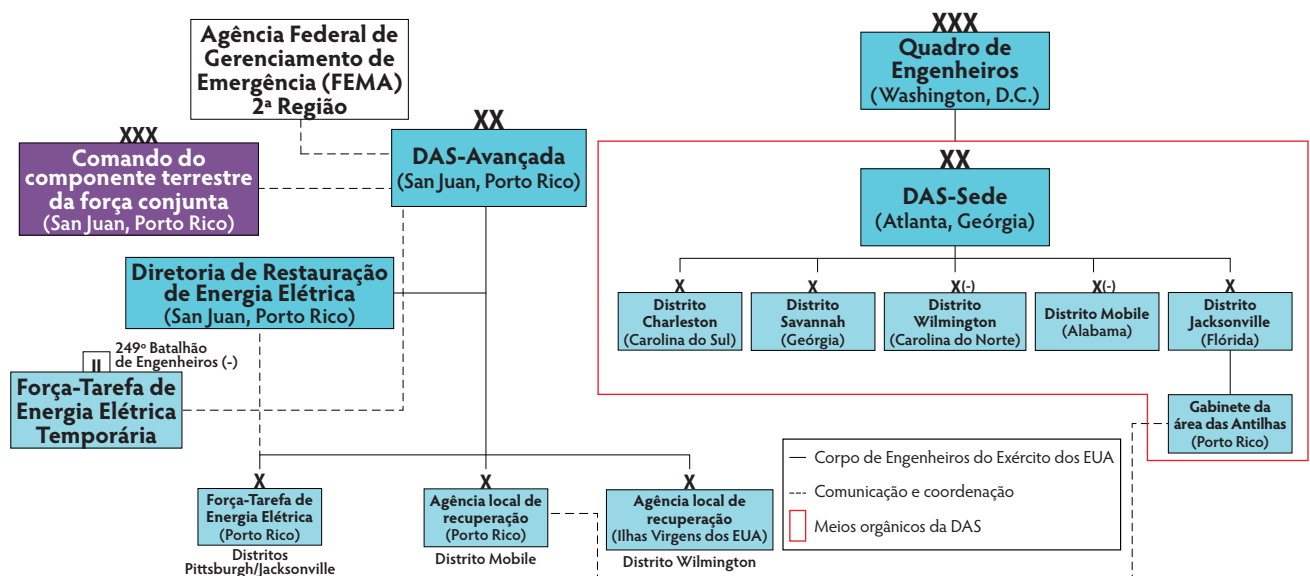 Agência Federal de
Gerenciamento de
Emergência (FEMA)
2ª Região
XXX
Comando do
componente terrestre
da força conjunta
(San Juan, Porto Rico)
XX
DAS-Avançada
(San Juan, Porto Rico)
Diretoria de Restauração
de Energia Elétrica
(San Juan, Porto Rico)
II
249º Batalhão
de Engenheiros (-)
Força-Tarefa de
Energia Elétrica
Temporária
X
Força-Tarefa de
Energia Elétrica
(Porto Rico)
Distritos
Pittsburgh/Jacksonville
X
Agência local de
recuperação
(Porto Rico)
Distrito Mobile
X
Agência local de
recuperação
(Ilhas Virgens dos EUA)
Distrito Wilmington
XXX
Quadro de
Engenheiros
(Washington, D.C.)
XX
DAS-Sede
(Atlanta, Geórgia)
X
Distrito
Charleston
(Carolina do Sul)
X
Distrito
Savannah
(Geórgia)
X(-)
Distrito
Wilmington
(Carolina do Norte)
X(-)
Distrito Mobile
(Alabama)
X
Distrito
Jacksonville
(Flórida)
Gabinete da
área das Antilhas
(Porto Rico)
Corpo de Engenheiros do Exército dos EUA
Comunicação e coordenação
Meios orgânicos da DAS